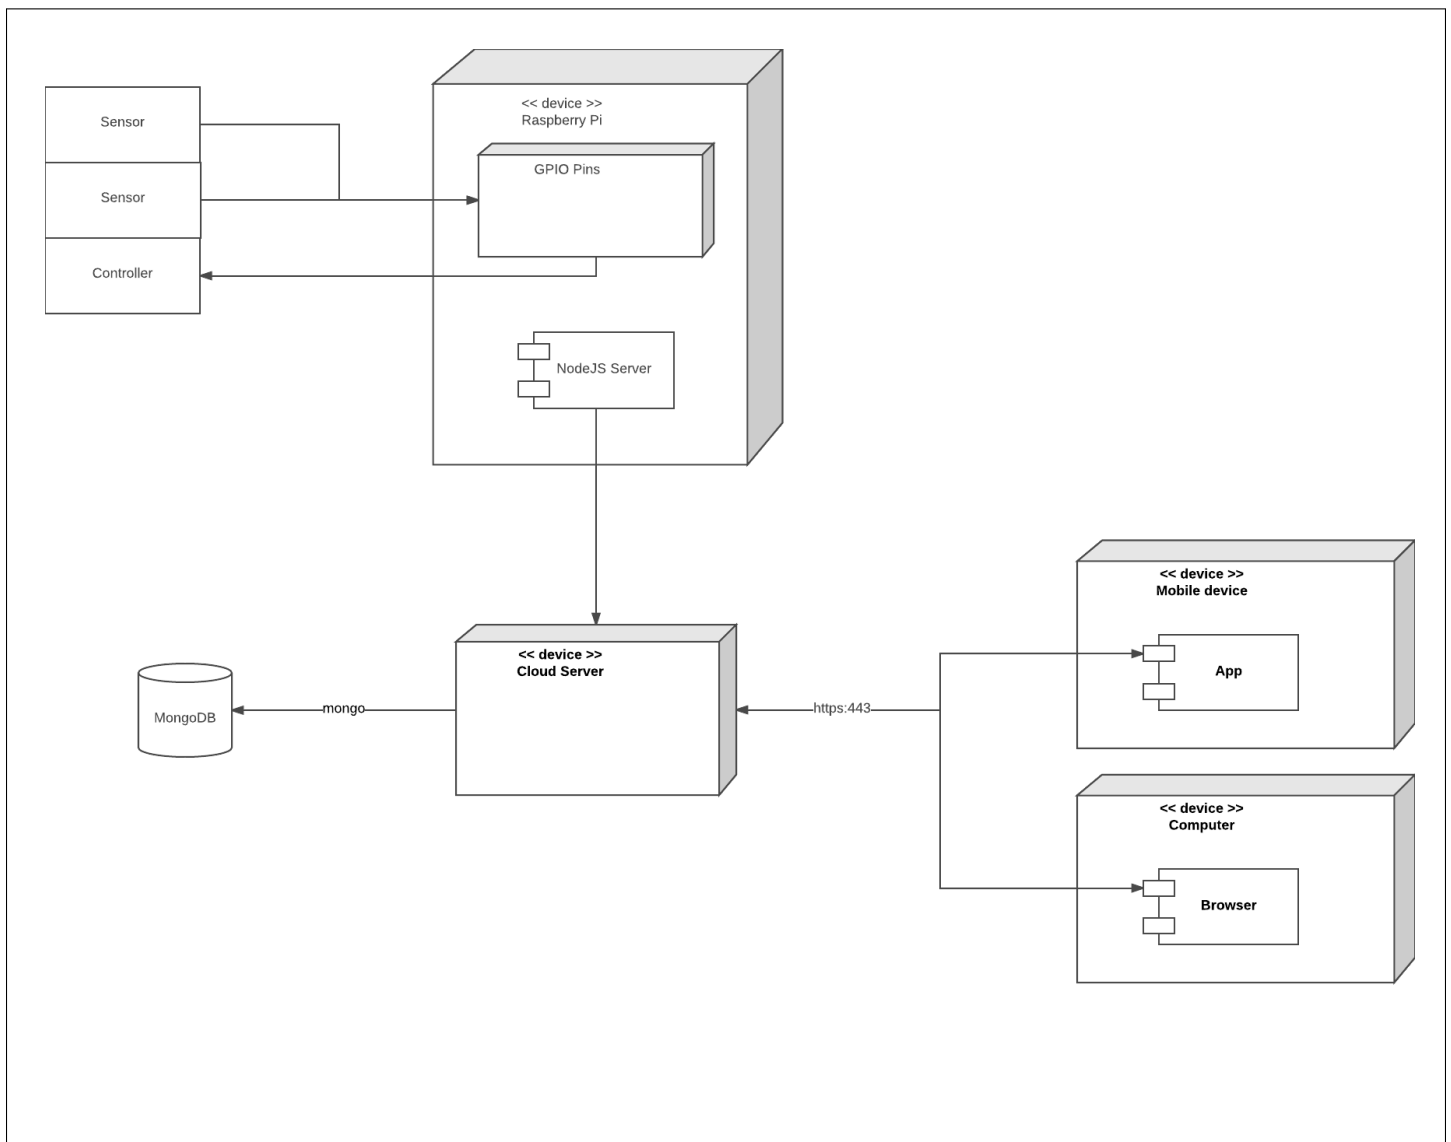 << device >>
Raspberry Pi
Sensor
GPIO Pins
Sensor
Controller
NodeJS Server
<< device >>
Mobile device
App
<< device >>
Cloud Server
MongoDB
mongo
https:443
<< device >>
Computer
Browser